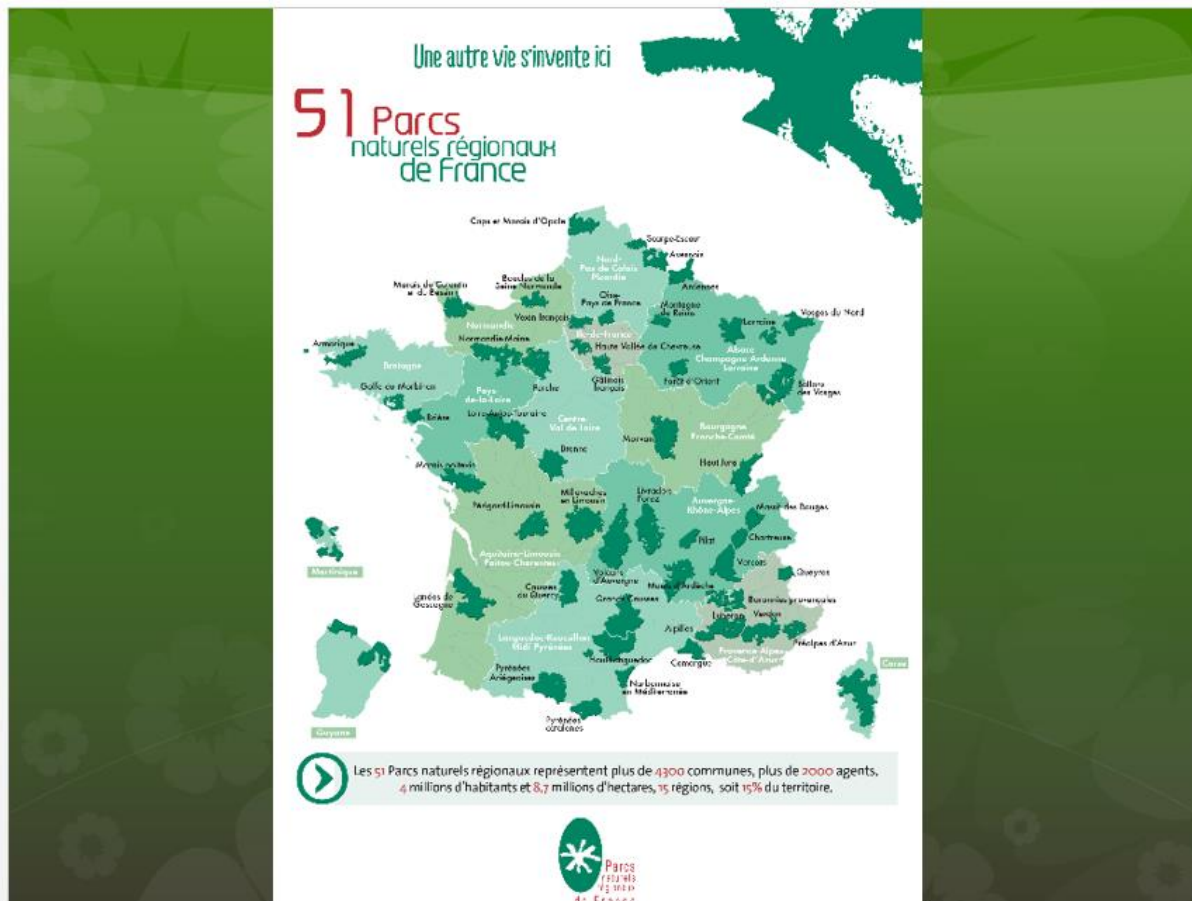 Une autre vie s'invente ici
51 Parcs
naturels régionaux
de France
Caps et Marais d'Opale
Avesnois
Nord-
Pas de Calais
Picardie
Ardennes
Boucles de la
Seine Normande
Marais du Cotentin
et du Bessin
Oise-
Pays de France
Montagne
de Reims
Vosges du Nord
Vexin français
Lorraine
Normandie
Ile-de-France
Normandie-Maine
Haute Vallée de Chevreuse
Alsace
Champagne Ardenne
Lorraine
Armorique
Bretagne
Perche
Gâtinais
français
Forêt d'Orient
Ballons
des Vosges
Golfe du Morbihan
Pays
de-la-Loire
Brière
Loire-Anjou-Touraine
Centre-
Val de Loire
Bourgogne
Franche-Comté
Morvan
Brenne
Haut Jura
Marais poitevin
Millevaches
en Limousin
Livradois
Forez
Auvergne-
Rhône-Alpes
Massif des Bauges
Périgord-Limousin
Pilat
Chartreuse
Aquitaine-Limousin
Poitou-Charentes
Vercors
Martinique
Volcans
d'Auvergne
Monts d'Ardèche
Queyras
Landes de
Gascogne
Causses
du Quercy
Grands Causses
Baronnies provençales
Luberon
Verdon
Alpilles
Languedoc-Roussillon
Midi Pyrénées
Préalpes d'Azur
Haut-Languedoc
Camargue
Provence-Alpes
Côte-d'Azur
Corse
Pyrénées
Ariégeoises
Narbonnaise
en Méditerranée
Pyrénées
catalanes
Guyane
Les 51 Parcs naturels régionaux représentent plus de 4300 communes, plus de 2000 agents,
4 millions d'habitants et 8,7 millions d'hectares, 15 régions, soit 15% du territoire.
Parcs
naturels
régionaux
de France